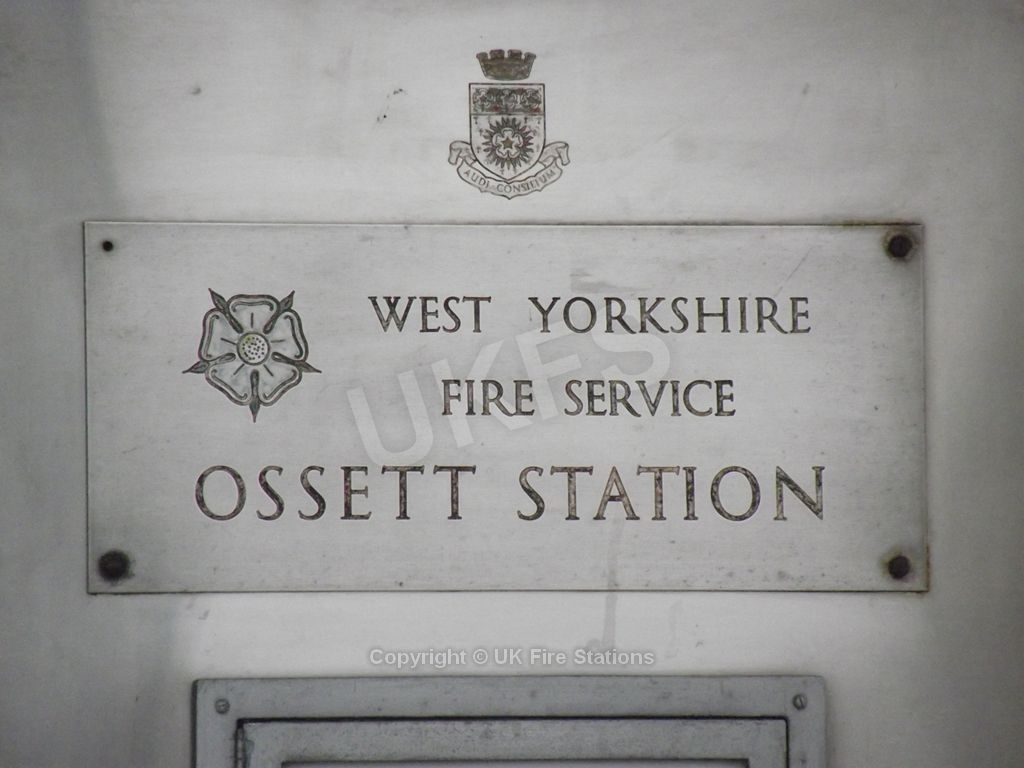 AUDI CONSILIUM
WEST YORKSHIRE
FIRE SERVICE
UKFS
OSSETT STATION
Copyright © UK Fire Stations